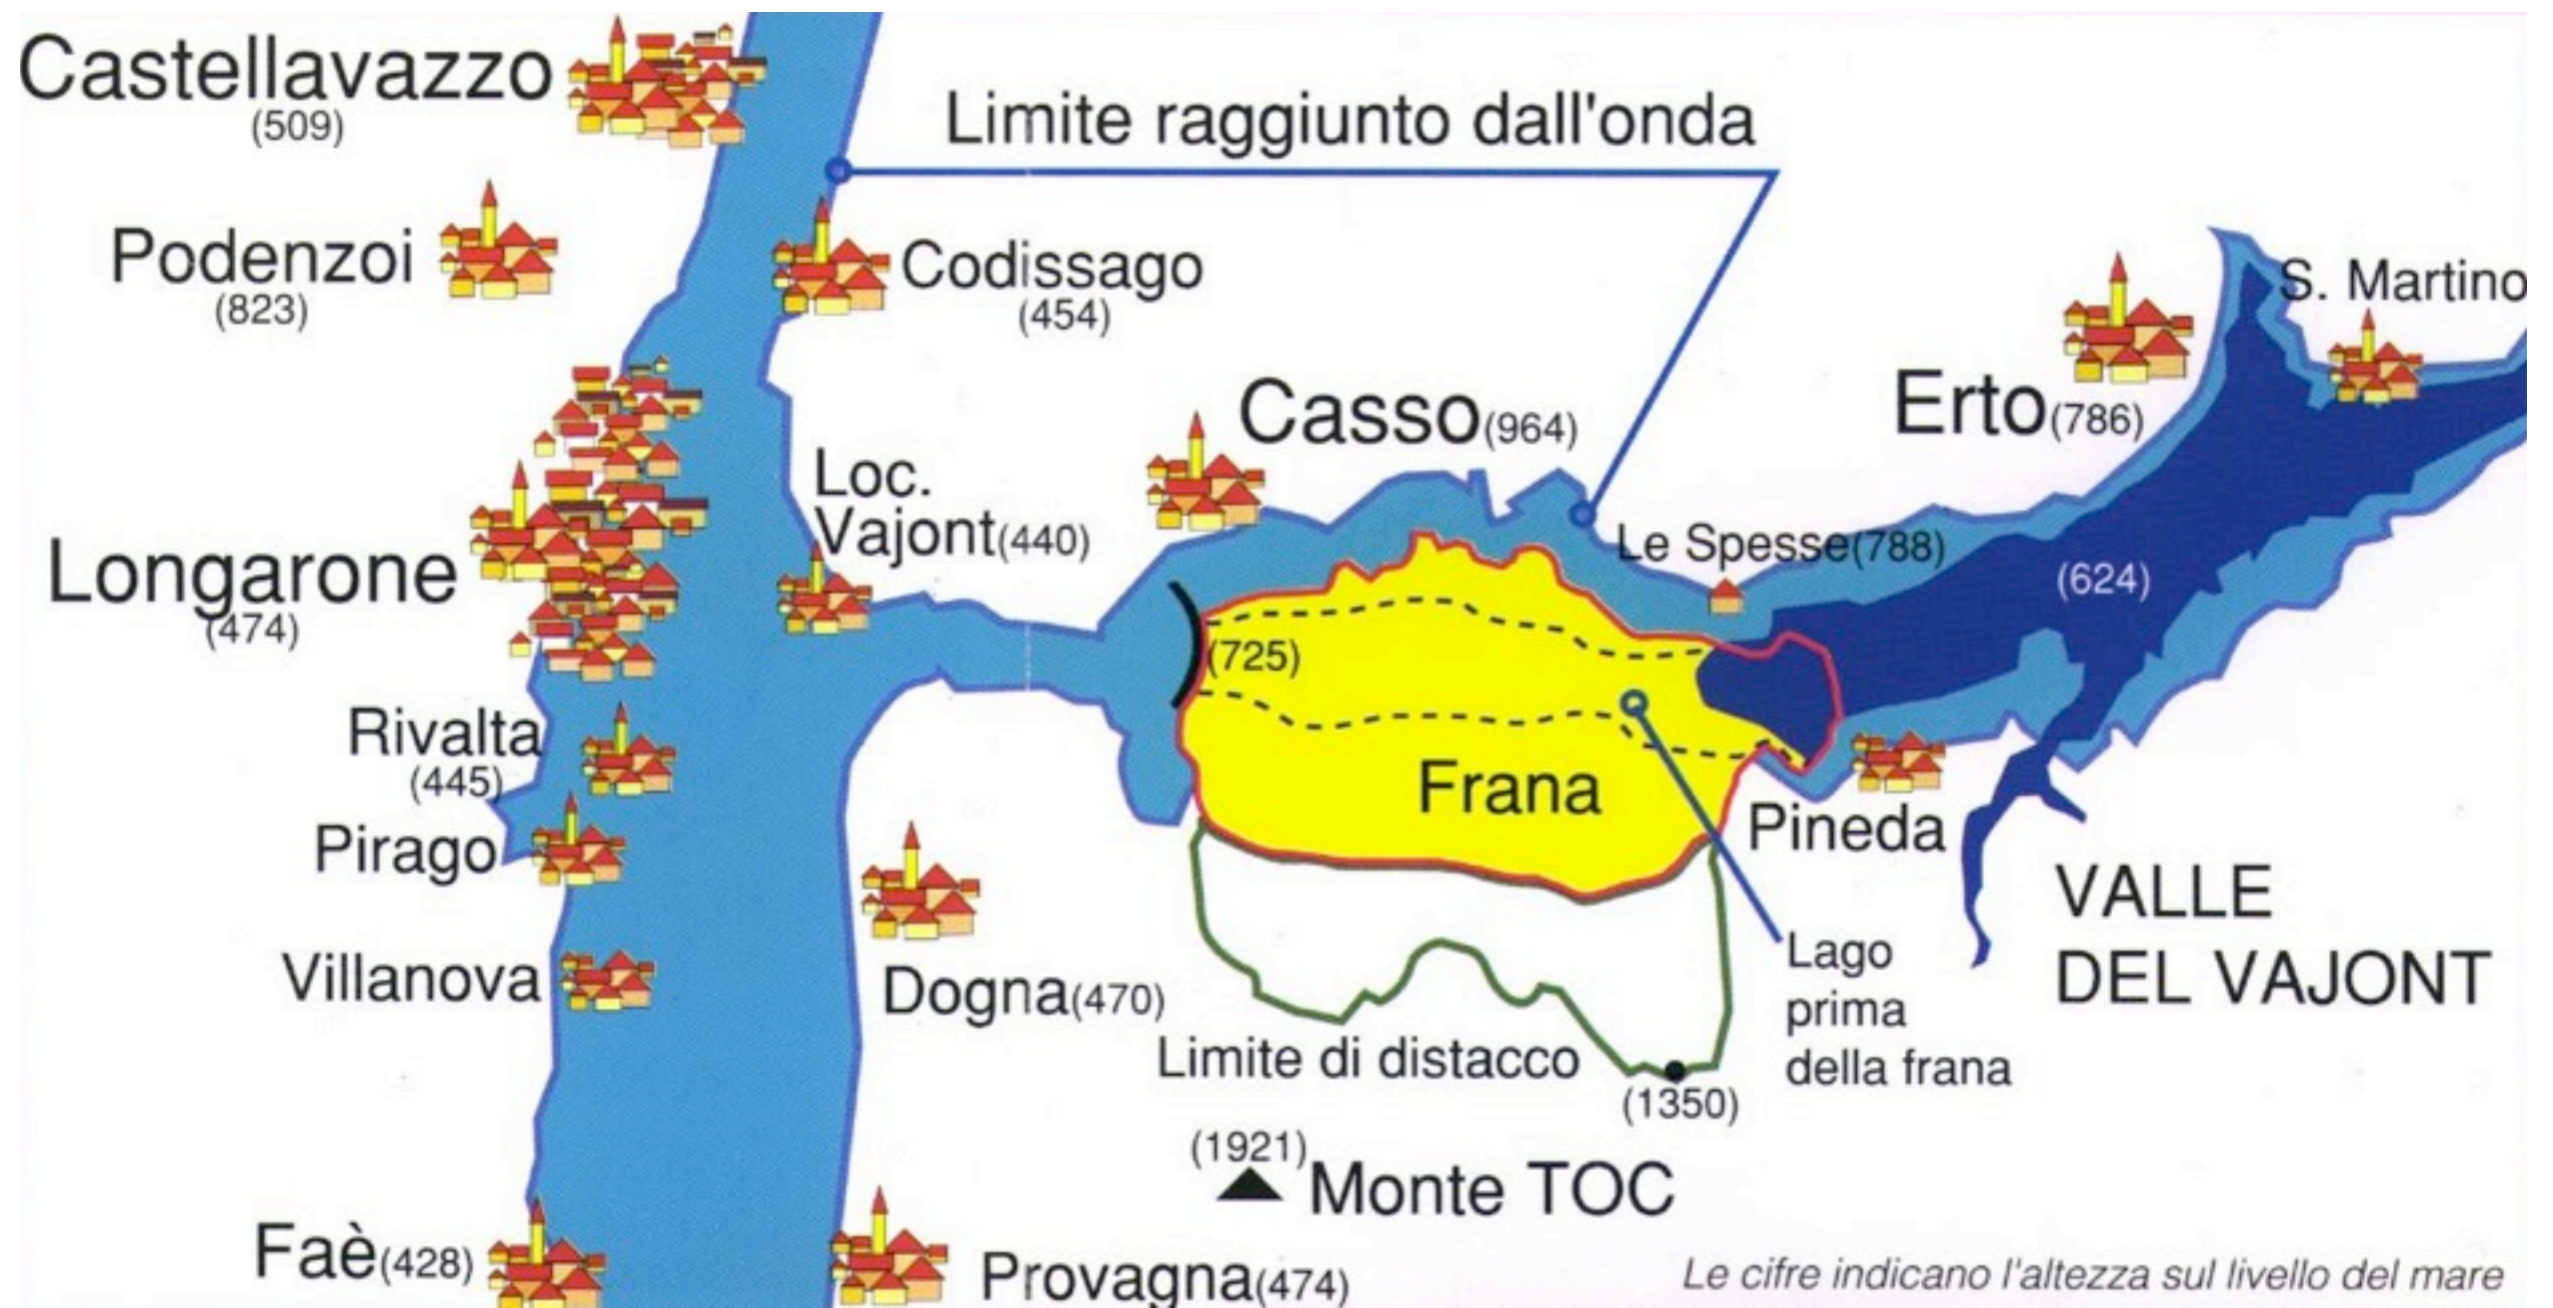 Castellavazzo
(509)
Limite raggiunto dall'onda
Podenzoi
(823)
Codissago
(454)
S. Martino
Casso(964)
Erto(786)
Loc.
Vajont(440)
Le Spesse(788)
Longarone
(474)
(624)
(725)
Rivalta
(445)
Frana
Pineda
Pirago
VALLE
DEL VAJONT
Villanova
Dogna(470)
Lago
prima
della frana
Limite di distacco
(1350)
(1921)
Monte TOC
Faè(428)
Provagna(474)
Le cifre indicano l'altezza sul livello del mare